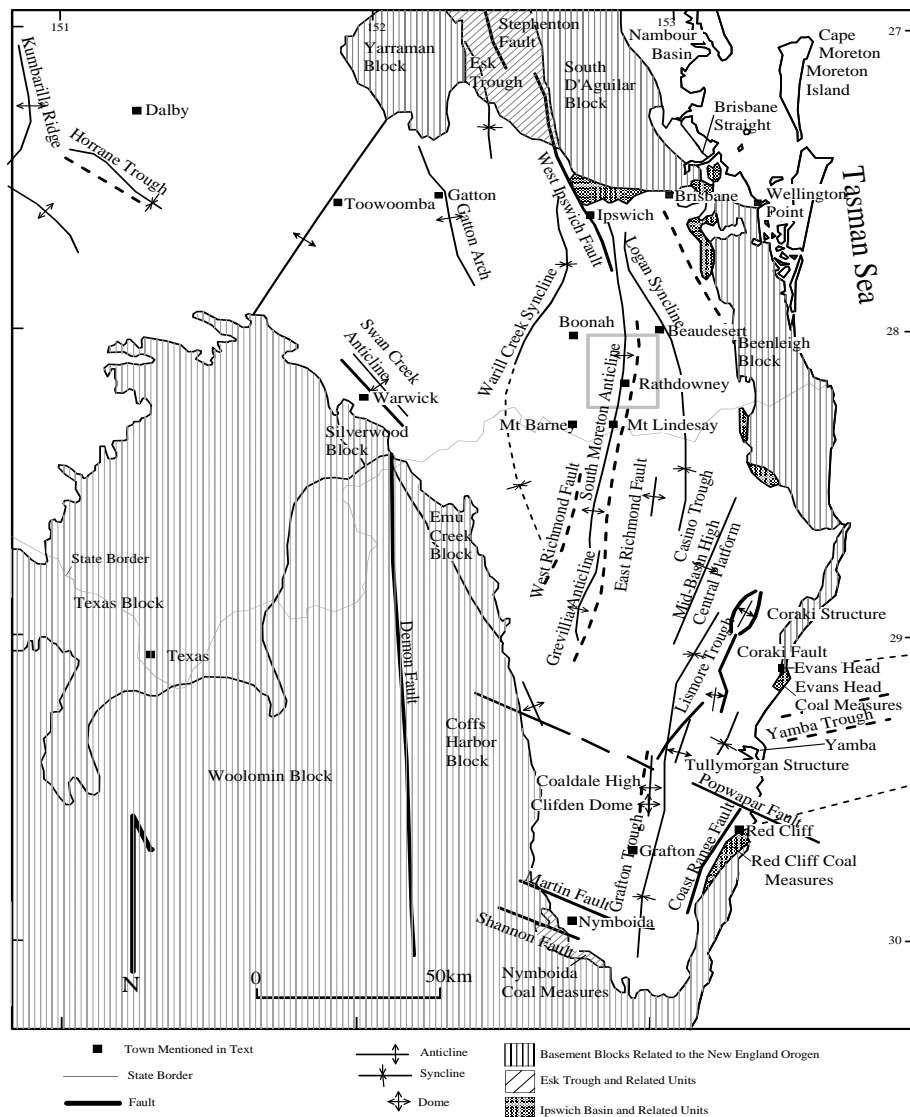 151
152
153
27
Kumbarilla Ridge
Dalby
Horrane Trough
Yarraman
Block
Stephenton
Fault
Esk
Trough
South
D'Aguilar
Block
Nambour
Basin
Cape
Moreton
Moreton
Island
Brisbane
Straight
Tasman Sea
Toowoomba
Gatton
Gatton Arch
West Ipswich Fault
Ipswich
Brisbane
Wellington
Point
Logan Syncline
Warill Creek Syncline
Boonah
Beaudesert
28
Beenleigh
Block
Swan Creek
Anticline
Warwick
Silverwood
Block
Rathdowney
South Moreton Anticline
Mt Barney
Mt Lindesay
West Richmond Fault
East Richmond Fault
Casino Trough
Mid-Basin High
Central Platform
Emu
Creek
Block
State Border
Texas Block
Texas
Demon Fault
Grevillia Anticline
Lismore Trough
Coraki Structure
29
Coraki Fault
Evans Head
Evans Head
Coal Measures
Yamba Trough
Yamba
Tullymorgan Structure
Coffs
Harbor
Block
Woolomin Block
Coaldale High
Clifden Dome
Popwapar Fault
Coast Range Fault
Red Cliff
Red Cliff Coal
Measures
Grafton Trough
Grafton
Martin Fault
Nymboida
Shannon Fault
30
Nymboida
Coal Measures
N
0
50km
Town Mentioned in Text
State Border
Fault
Anticline
Syncline
Dome
Basement Blocks Related to the New England Orogen
Esk Trough and Related Units
Ipswich Basin and Related Units